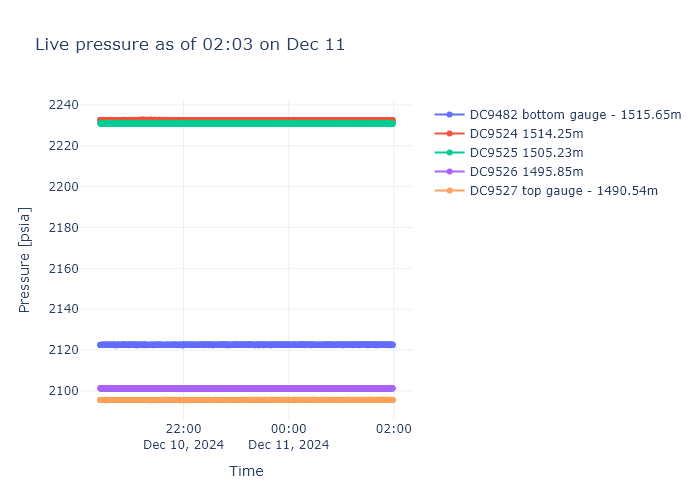 Live pressure as of 02:03 on Dec 11
2240
2220
2200
2180
2160
2140
2120
2100
Pressure [psia]
22:00
Dec 10, 2024
00:00
Dec 11, 2024
02:00
Time
DC9482 bottom gauge - 1515.65m
DC9524 1514.25m
DC9525 1505.23m
DC9526 1495.85m
DC9527 top gauge - 1490.54m